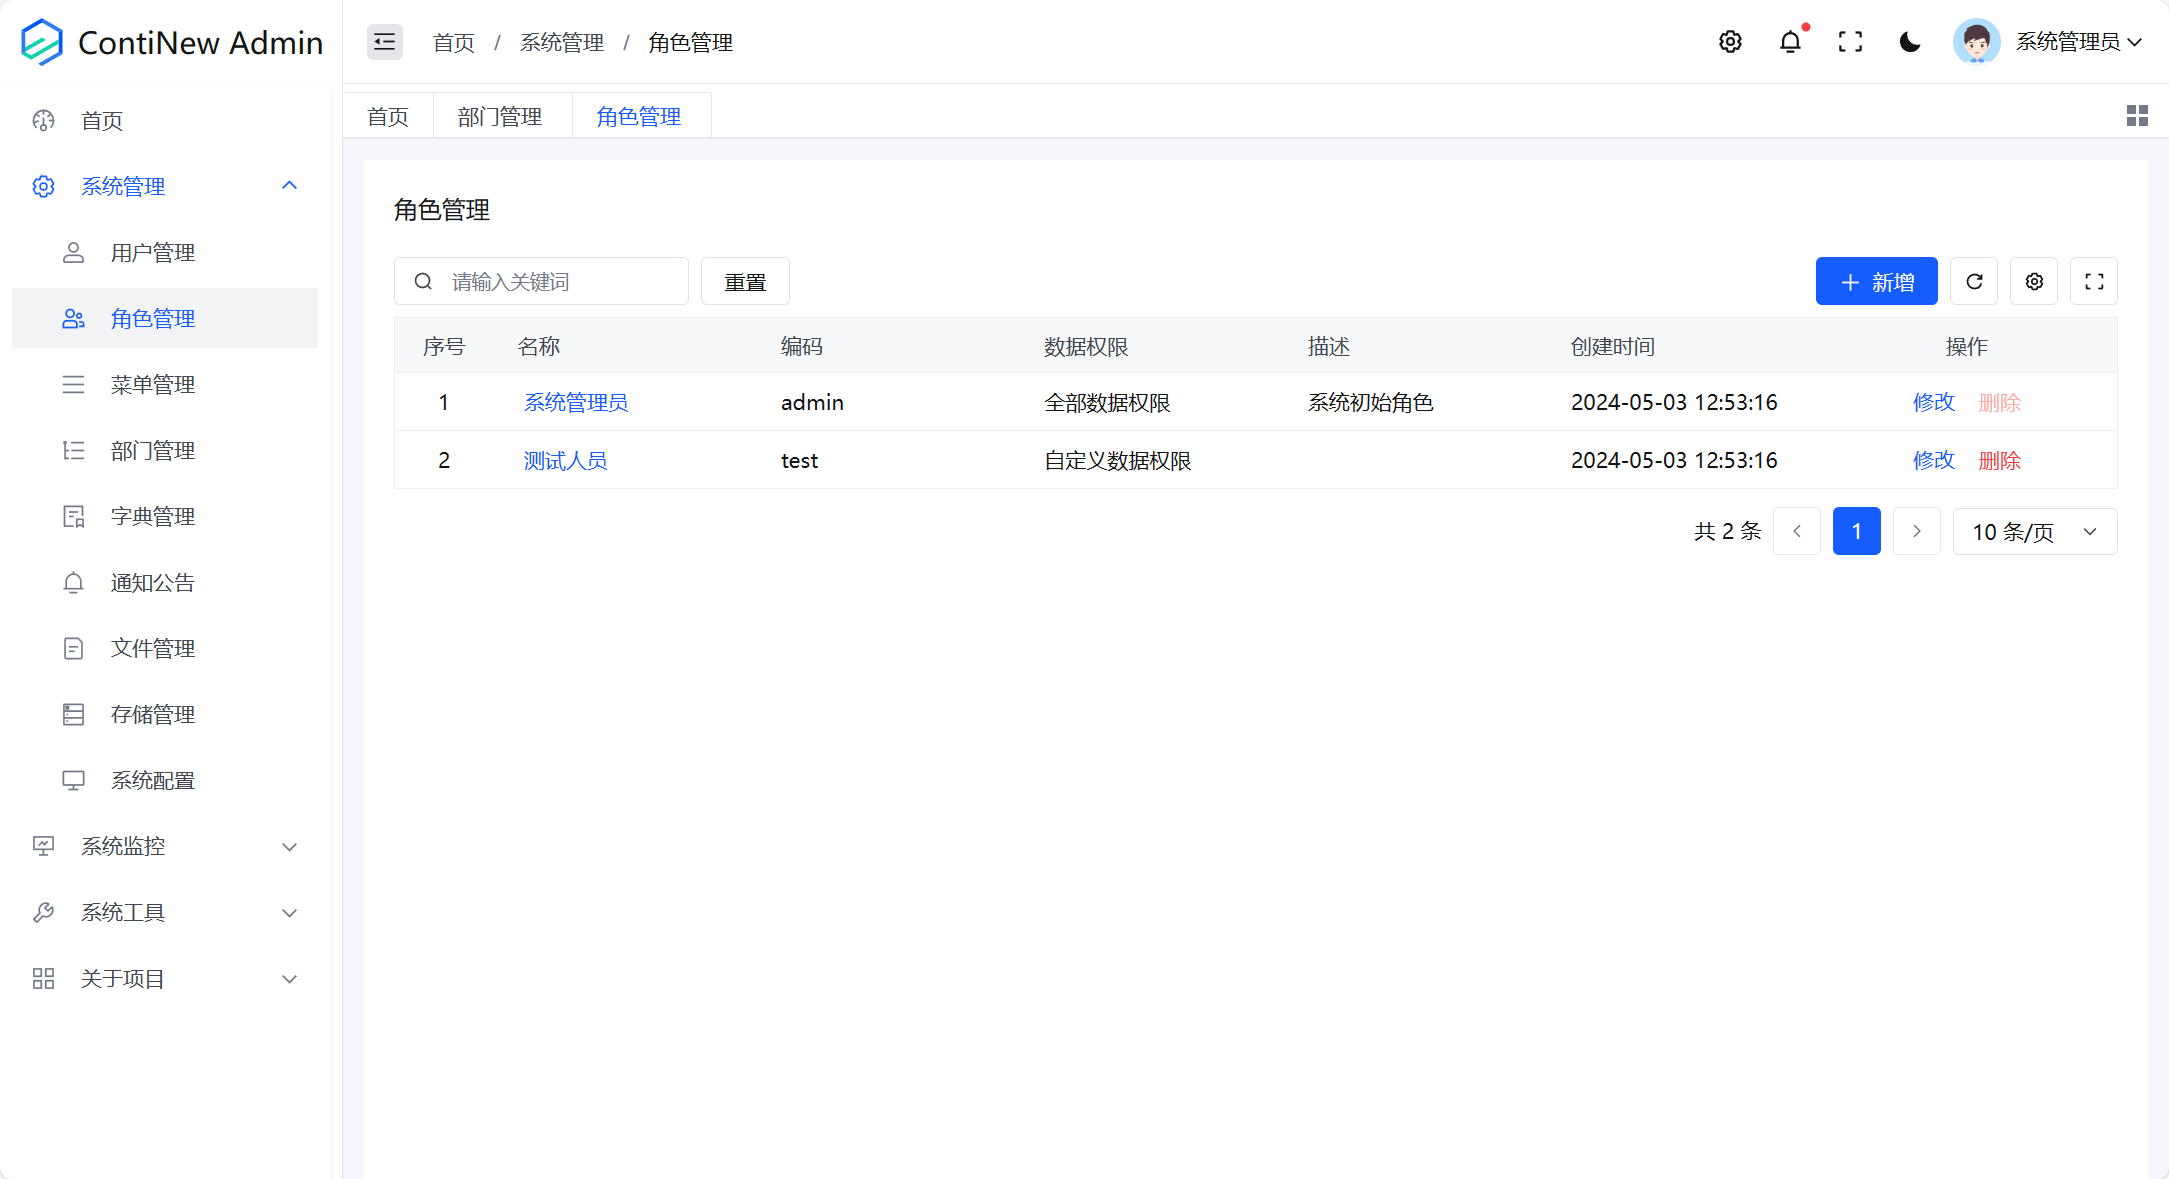 ContiNew Admin
首页 / 系统管理 / 角色管理
系统管理员
首页
系统管理
用户管理
角色管理
菜单管理
部门管理
字典管理
通知公告
文件管理
存储管理
系统配置
系统监控
系统工具
关于项目
首页 部门管理 角色管理
角色管理
请输入关键词 重置 新增
序号 名称 编码 数据权限 描述 创建时间 操作
1 系统管理员 admin 全部数据权限 系统初始角色 2024-05-03 12:53:16 修改 删除
2 测试人员 test 自定义数据权限 2024-05-03 12:53:16 修改 删除
共 2 条 1 10 条/页